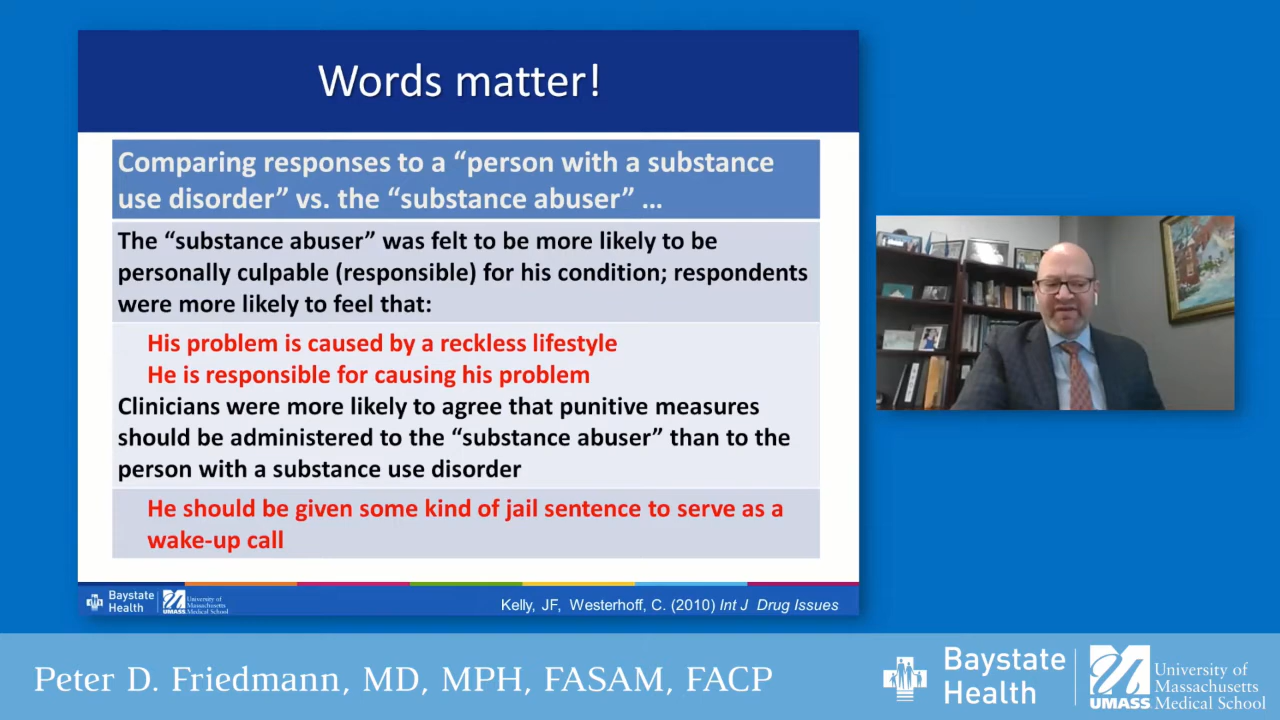 Words matter!
Comparing responses to a “person with a substance
use disorder” vs. the “substance abuser” …
The “substance abuser” was felt to be more likely to be
personally culpable (responsible) for his condition; respondents
were more likely to feel that:
His problem is caused by a reckless lifestyle
He is responsible for causing his problem
Clinicians were more likely to agree that punitive measures
should be administered to the “substance abuser” than to the
person with a substance use disorder
He should be given some kind of jail sentence to serve as a
wake-up call
Baystate
Health
UMASS
University of
Massachusetts
Medical School
Kelly, JF, Westerhoff, C. (2010) Int J Drug Issues
Peter D. Friedmann, MD, MPH, FASAM, FACP
Baystate
Health
UMASS
University of
Massachusetts
Medical School